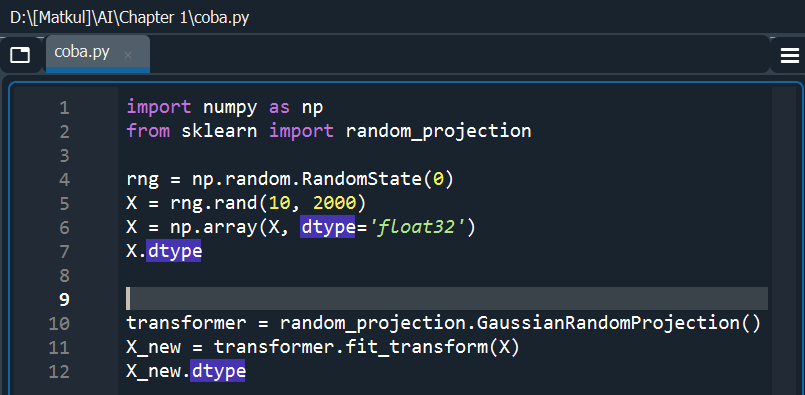 D:\[Matkul]\AI\Chapter 1\coba.py
coba.py ×
1 import numpy as np
2 from sklearn import random_projection
3
4 rng = np.random.RandomState(0)
5 X = rng.rand(10, 2000)
6 X = np.array(X, dtype='float32')
7 X.dtype
8
9
10 transformer = random_projection.GaussianRandomProjection()
11 X_new = transformer.fit_transform(X)
12 X_new.dtype